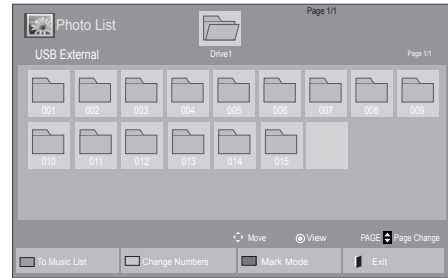 Page 1/1
Photo List
USB External
Drive1
Page 1/1
001 002 003 004 005 006 007 008 009
010 011 012 013 014 015
Move View PAGE Page Change
To Music List Change Numbers Mark Mode Exit